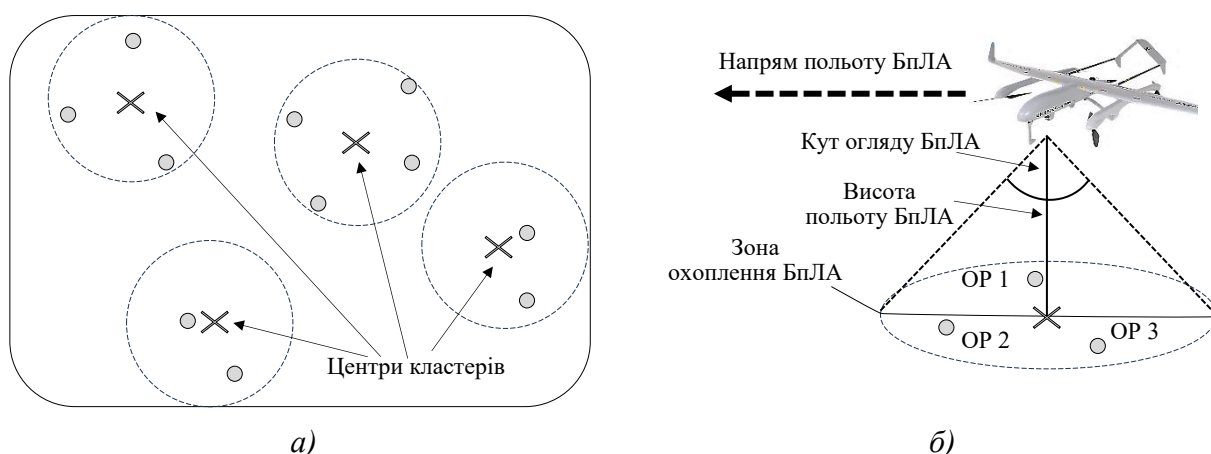 Центри кластерів
а)
Напрям польоту БпЛА
Кут огляду БпЛА
Висота
польоту БпЛА
Зона
охоплення БпЛА
ОР 1
ОР 2
ОР 3
б)